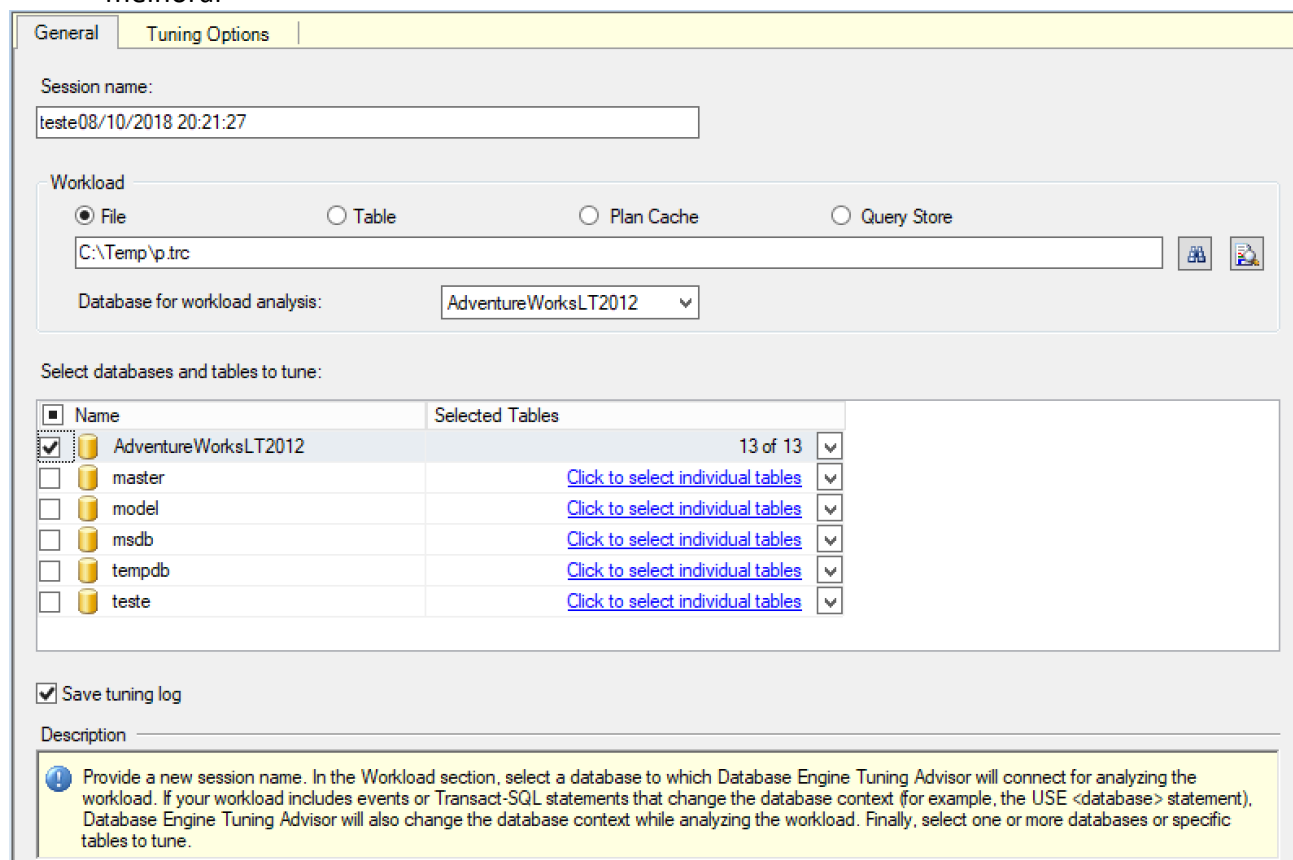 General Tuning Options
Session name:
teste08/10/2018 20:21:27
Workload
File Table Plan Cache Query Store
C:\Temp\p.trc
Database for workload analysis: AdventureWorksLT2012
Select databases and tables to tune:
Name Selected Tables
AdventureWorksLT2012 13 of 13
master Click to select individual tables
model Click to select individual tables
msdb Click to select individual tables
tempdb Click to select individual tables
teste Click to select individual tables
Save tuning log
Description
Provide a new session name. In the Workload section, select a database to which Database Engine Tuning Advisor will connect for analyzing the
workload. If your workload includes events or Transact-SQL statements that change the database context (for example, the USE <database> statement),
Database Engine Tuning Advisor will also change the database context while analyzing the workload. Finally, select one or more databases or specific
tables to tune.